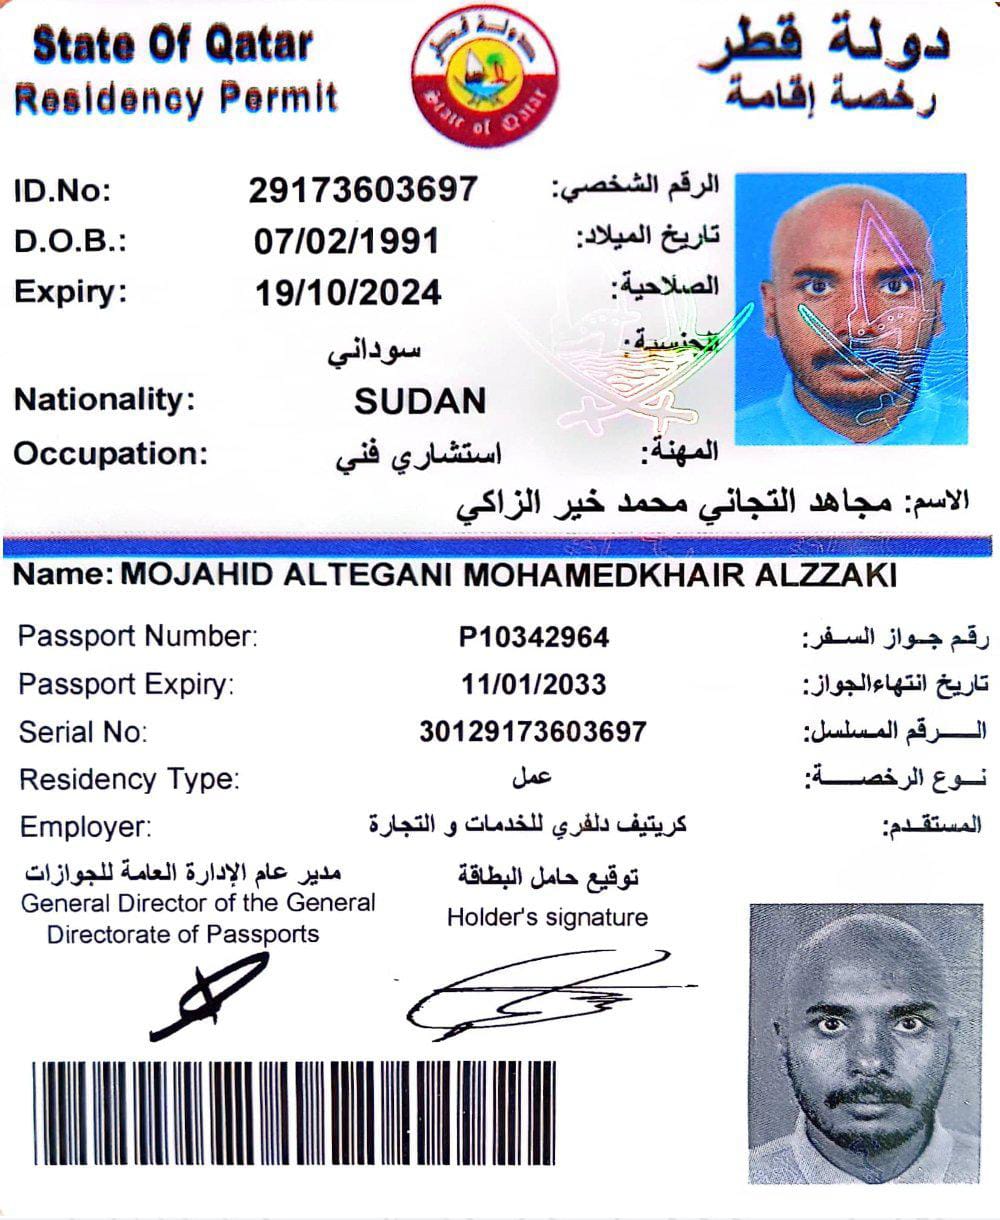 State Of Qatar
دولة قطر
Residency Permit
رخصة إقامة
دولة قطر
State of Qatar
ID.No: 29173603697 الرقم الشخصي:
D.O.B.: 07/02/1991 تاريخ الميلاد:
Expiry: 19/10/2024 الصلاحية:
سوداني الجنسية:
Nationality: SUDAN
Occupation: استشاري فني المهنة:
الاسم: مجاهد التجاني محمد خير الزاكي
Name: MOJAHID ALTEGANI MOHAMEDKHAIR ALZZAKI
Passport Number: P10342964 رقم جواز السفر:
Passport Expiry: 11/01/2033 تاريخ انتهاءالجواز:
Serial No: 30129173603697 الرقم المسلسل:
Residency Type: عمل نوع الرخصة:
Employer: كريتيف دلفري للخدمات و التجارة المستقدم:
مدير عام الإدارة العامة للجوازات
General Director of the General
Directorate of Passports
توقيع حامل البطاقة
Holder's signature